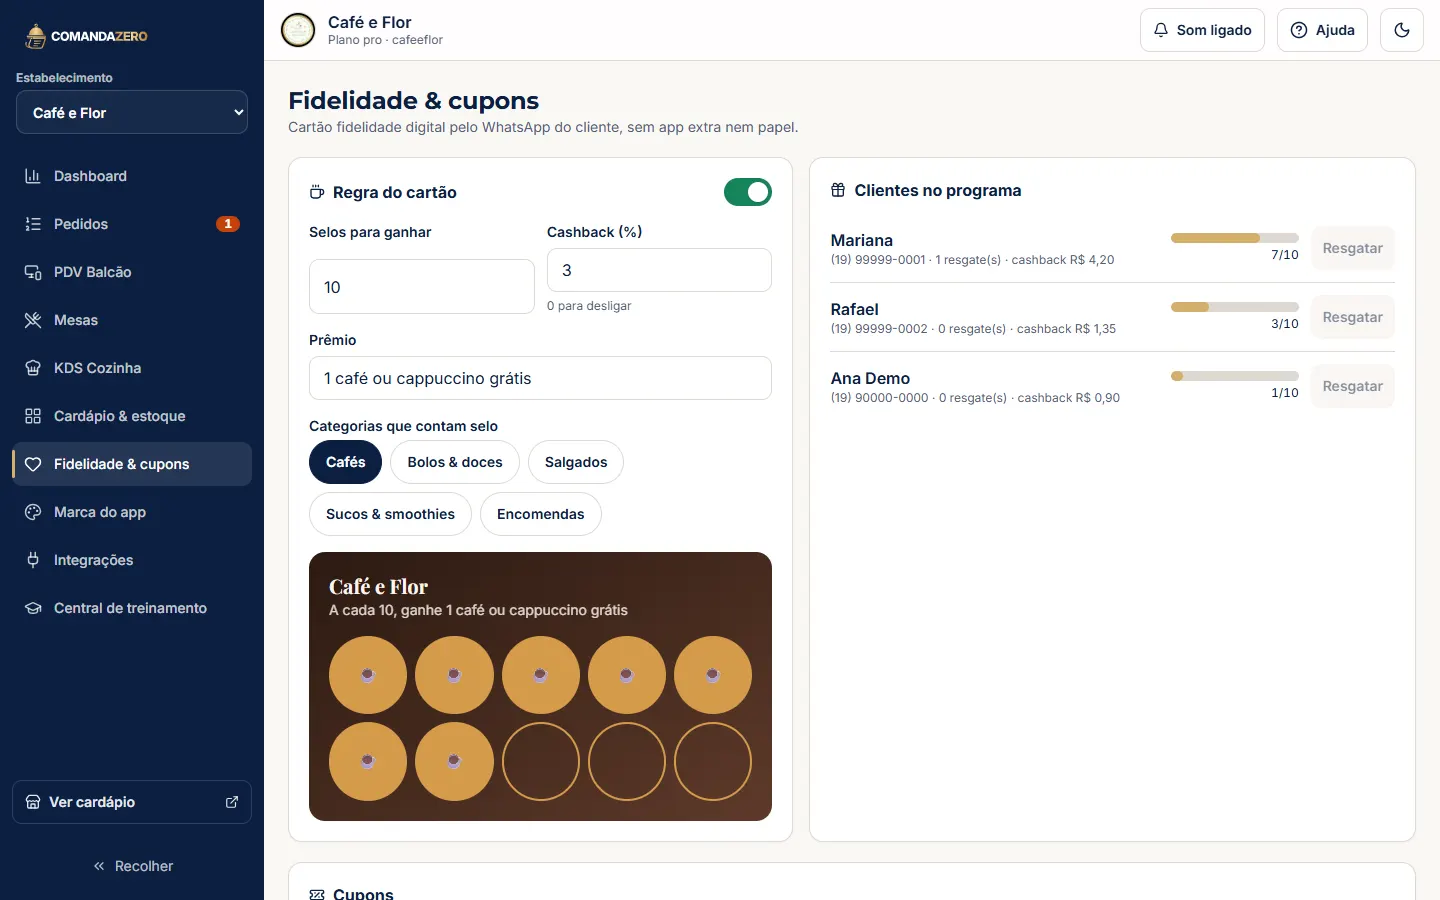 COMANDAZERO
Estabelecimento
Café e Flor
Dashboard
Pedidos
1
PDV Balcão
Mesas
KDS Cozinha
Cardápio & estoque
Fidelidade & cupons
Marca do app
Integrações
Central de treinamento
Ver cardápio
Recolher
Café e Flor
Plano pro · cafeeflor
Som ligado
Ajuda
Fidelidade & cupons
Cartão fidelidade digital pelo WhatsApp do cliente, sem app extra nem papel.
Regra do cartão
Selos para ganhar
10
Cashback (%)
3
0 para desligar
Prêmio
1 café ou cappuccino grátis
Categorias que contam selo
Cafés
Bolos & doces
Salgados
Sucos & smoothies
Encomendas
Café e Flor
A cada 10, ganhe 1 café ou cappuccino grátis
Clientes no programa
Mariana
(19) 99999-0001 · 1 resgate(s) · cashback R$ 4,20
7/10
Resgatar
Rafael
(19) 99999-0002 · 0 resgate(s) · cashback R$ 1,35
3/10
Resgatar
Ana Demo
(19) 90000-0000 · 0 resgate(s) · cashback R$ 0,90
1/10
Resgatar
Cupons